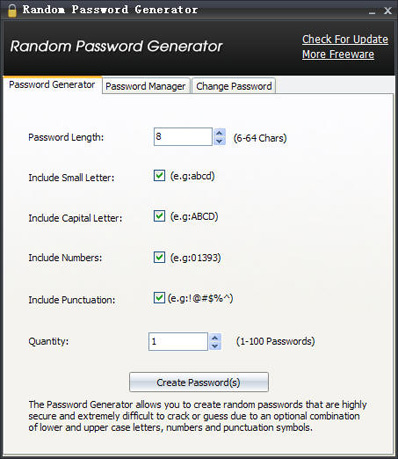 Random Password Generator
Random Password Generator
Check For Update
More Freeware
Password Generator Password Manager Change Password
Password Length: 8 (6-64 Chars)
Include Small Letter: (e.g:abcd)
Include Capital Letter: (e.g:ABCD)
Include Numbers: (e.g:01393)
Include Punctuation: (e.g:!@#$%^)
Quantity: 1 (1-100 Passwords)
Create Password(s)
The Password Generator allows you to create random passwords that are highly
secure and extremely difficult to crack or guess due to an optional combination
of lower and upper case letters, numbers and punctuation symbols.